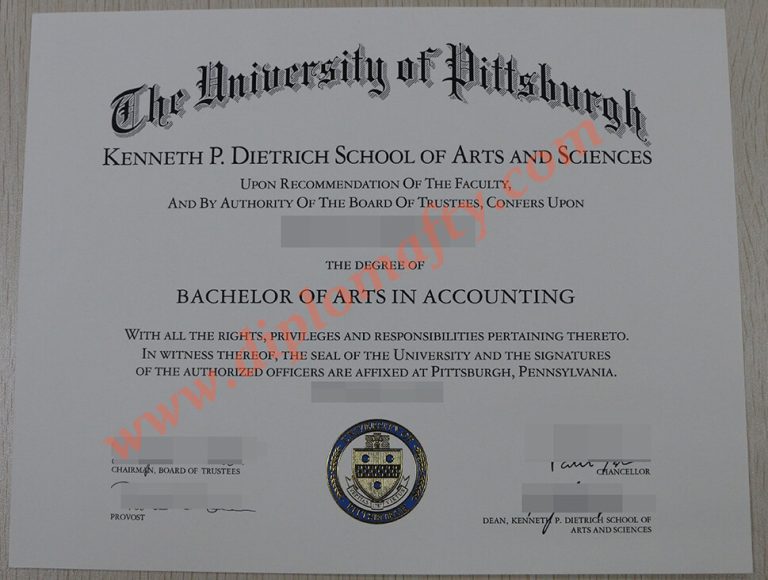 The University of Pittsburgh
KENNETH P. DIETRICH SCHOOL OF ARTS AND SCIENCES
UPON RECOMMENDATION OF THE FACULTY,
AND BY AUTHORITY OF THE BOARD OF TRUSTEES, CONFERS UPON
THE DEGREE OF
BACHELOR OF ARTS IN ACCOUNTING
WITH ALL THE RIGHTS, PRIVILEGES AND RESPONSIBILITIES PERTAINING THERETO.
IN WITNESS THEREOF, THE SEAL OF THE UNIVERSITY AND THE SIGNATURES
OF THE AUTHORIZED OFFICERS ARE AFFIXED AT PITTSBURGH, PENNSYLVANIA.
CHAIRMAN, BOARD OF TRUSTEES
CHANCELLOR
PROVOST
DEAN, KENNETH P. DIETRICH SCHOOL OF
ARTS AND SCIENCES
www.diplomafty.com